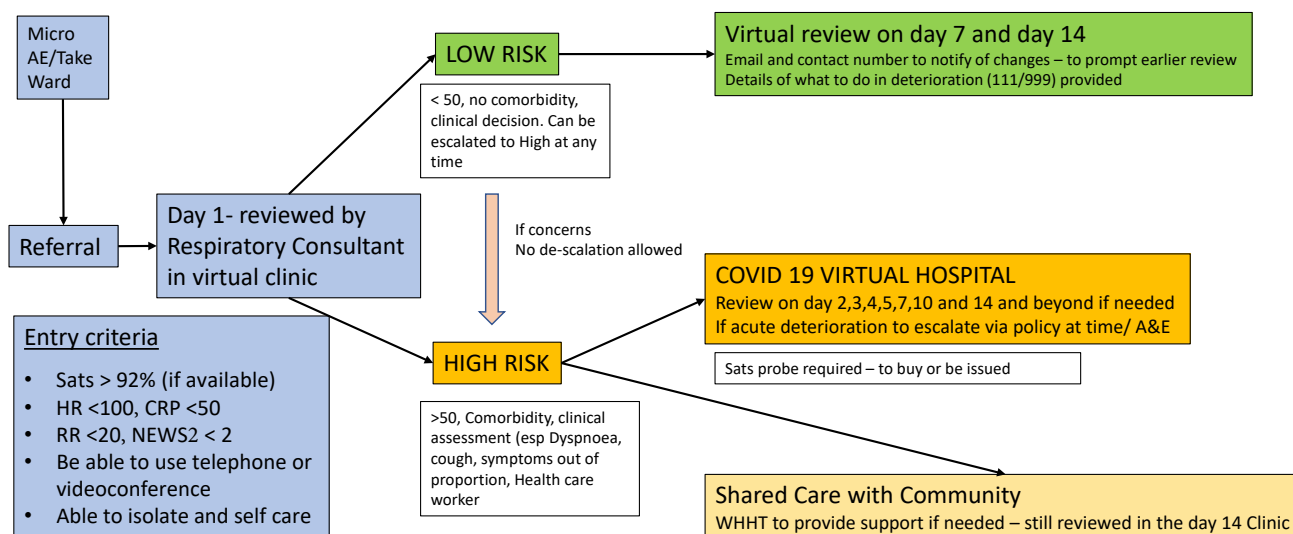 Micro
AE/Take
Ward
Referral
Day 1- reviewed by
Respiratory Consultant
in virtual clinic
Entry criteria
• Sats > 92% (if available)
• HR <100, CRP <50
• RR <20, NEWS2 < 2
• Be able to use telephone or
videoconference
• Able to isolate and self care
LOW RISK
< 50, no comorbidity,
clinical decision. Can be
escalated to High at any
time
If concerns
No de-scalation allowed
HIGH RISK
>50, Comorbidity, clinical
assessment (esp Dyspnoea,
cough, symptoms out of
proportion, Health care
worker
Virtual review on day 7 and day 14
Email and contact number to notify of changes – to prompt earlier review
Details of what to do in deterioration (111/999) provided
COVID 19 VIRTUAL HOSPITAL
Review on day 2,3,4,5,7,10 and 14 and beyond if needed
If acute deterioration to escalate via policy at time/ A&E
Sats probe required – to buy or be issued
Shared Care with Community
WHHT to provide support if needed – still reviewed in the day 14 Clinic